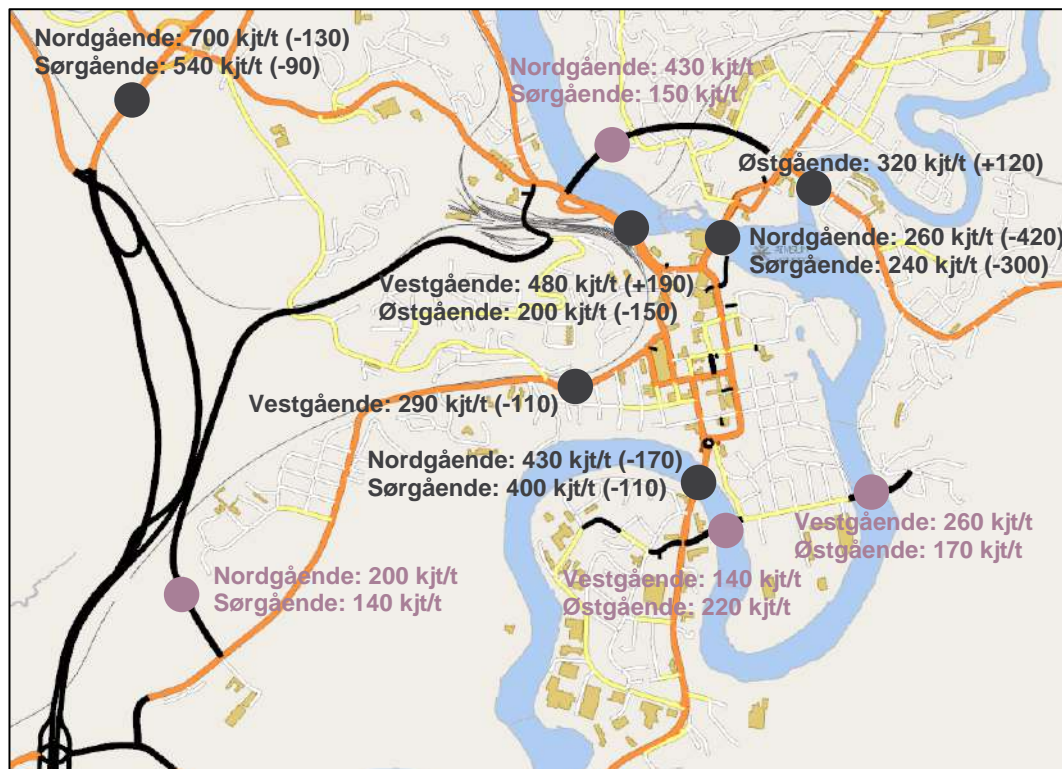 Nordgående: 700 kjt/t (-130)
Sørgående: 540 kjt/t (-90)
Nordgående: 430 kjt/t
Sørgående: 150 kjt/t
Østgående: 320 kjt/t (+120)
Nordgående: 260 kjt/t (-420)
Sørgående: 240 kjt/t (-300)
Vestgående: 480 kjt/t (+190)
Østgående: 200 kjt/t (-150)
Vestgående: 290 kjt/t (-110)
Nordgående: 430 kjt/t (-170)
Sørgående: 400 kjt/t (-110)
Vestgående: 260 kjt/t
Østgående: 170 kjt/t
Nordgående: 200 kjt/t
Sørgående: 140 kjt/t
Vestgående: 140 kjt/t
Østgående: 220 kjt/t